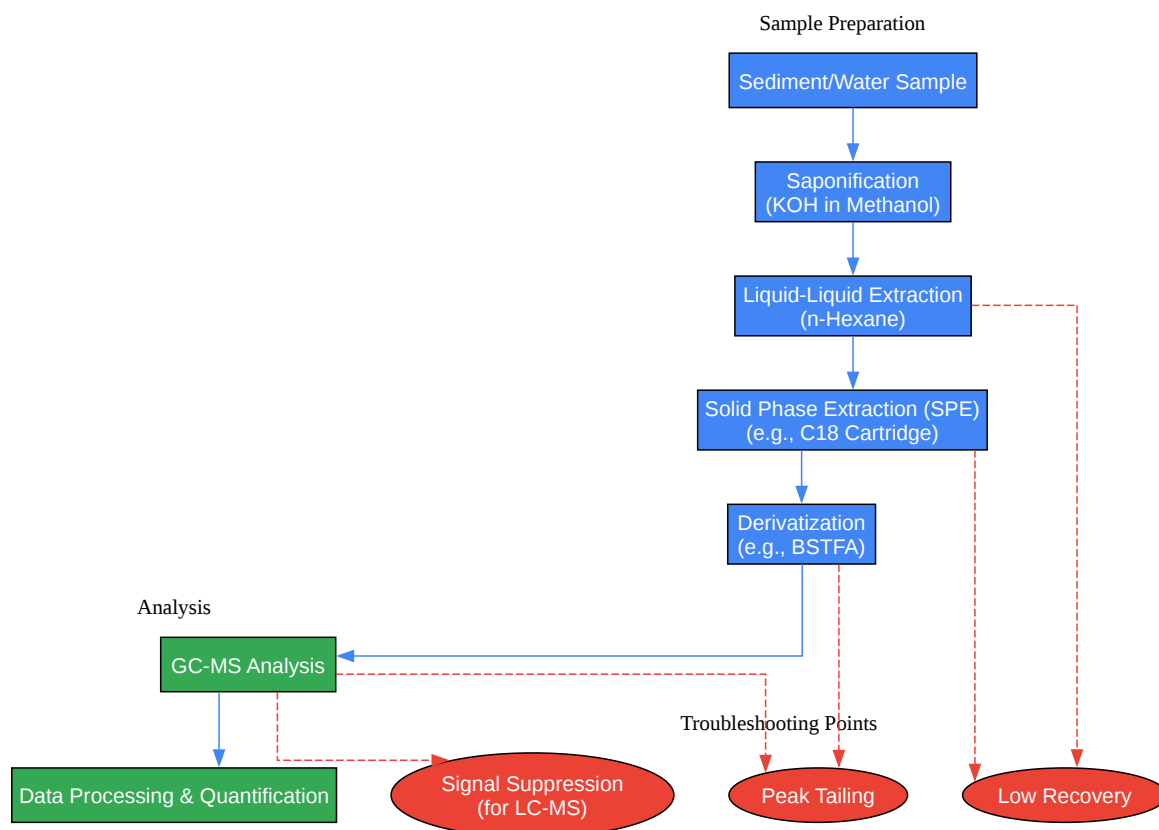 Sample Preparation
Sediment/Water Sample
Saponification
(KOH in Methanol)
Liquid-Liquid Extraction
(n-Hexane)
Solid Phase Extraction (SPE)
(e.g., C18 Cartridge)
Derivatization
(e.g., BSTFA)
Analysis
GC-MS Analysis
Troubleshooting Points
Data Processing & Quantification
Signal Suppression
(for LC-MS)
Peak Tailing
Low Recovery